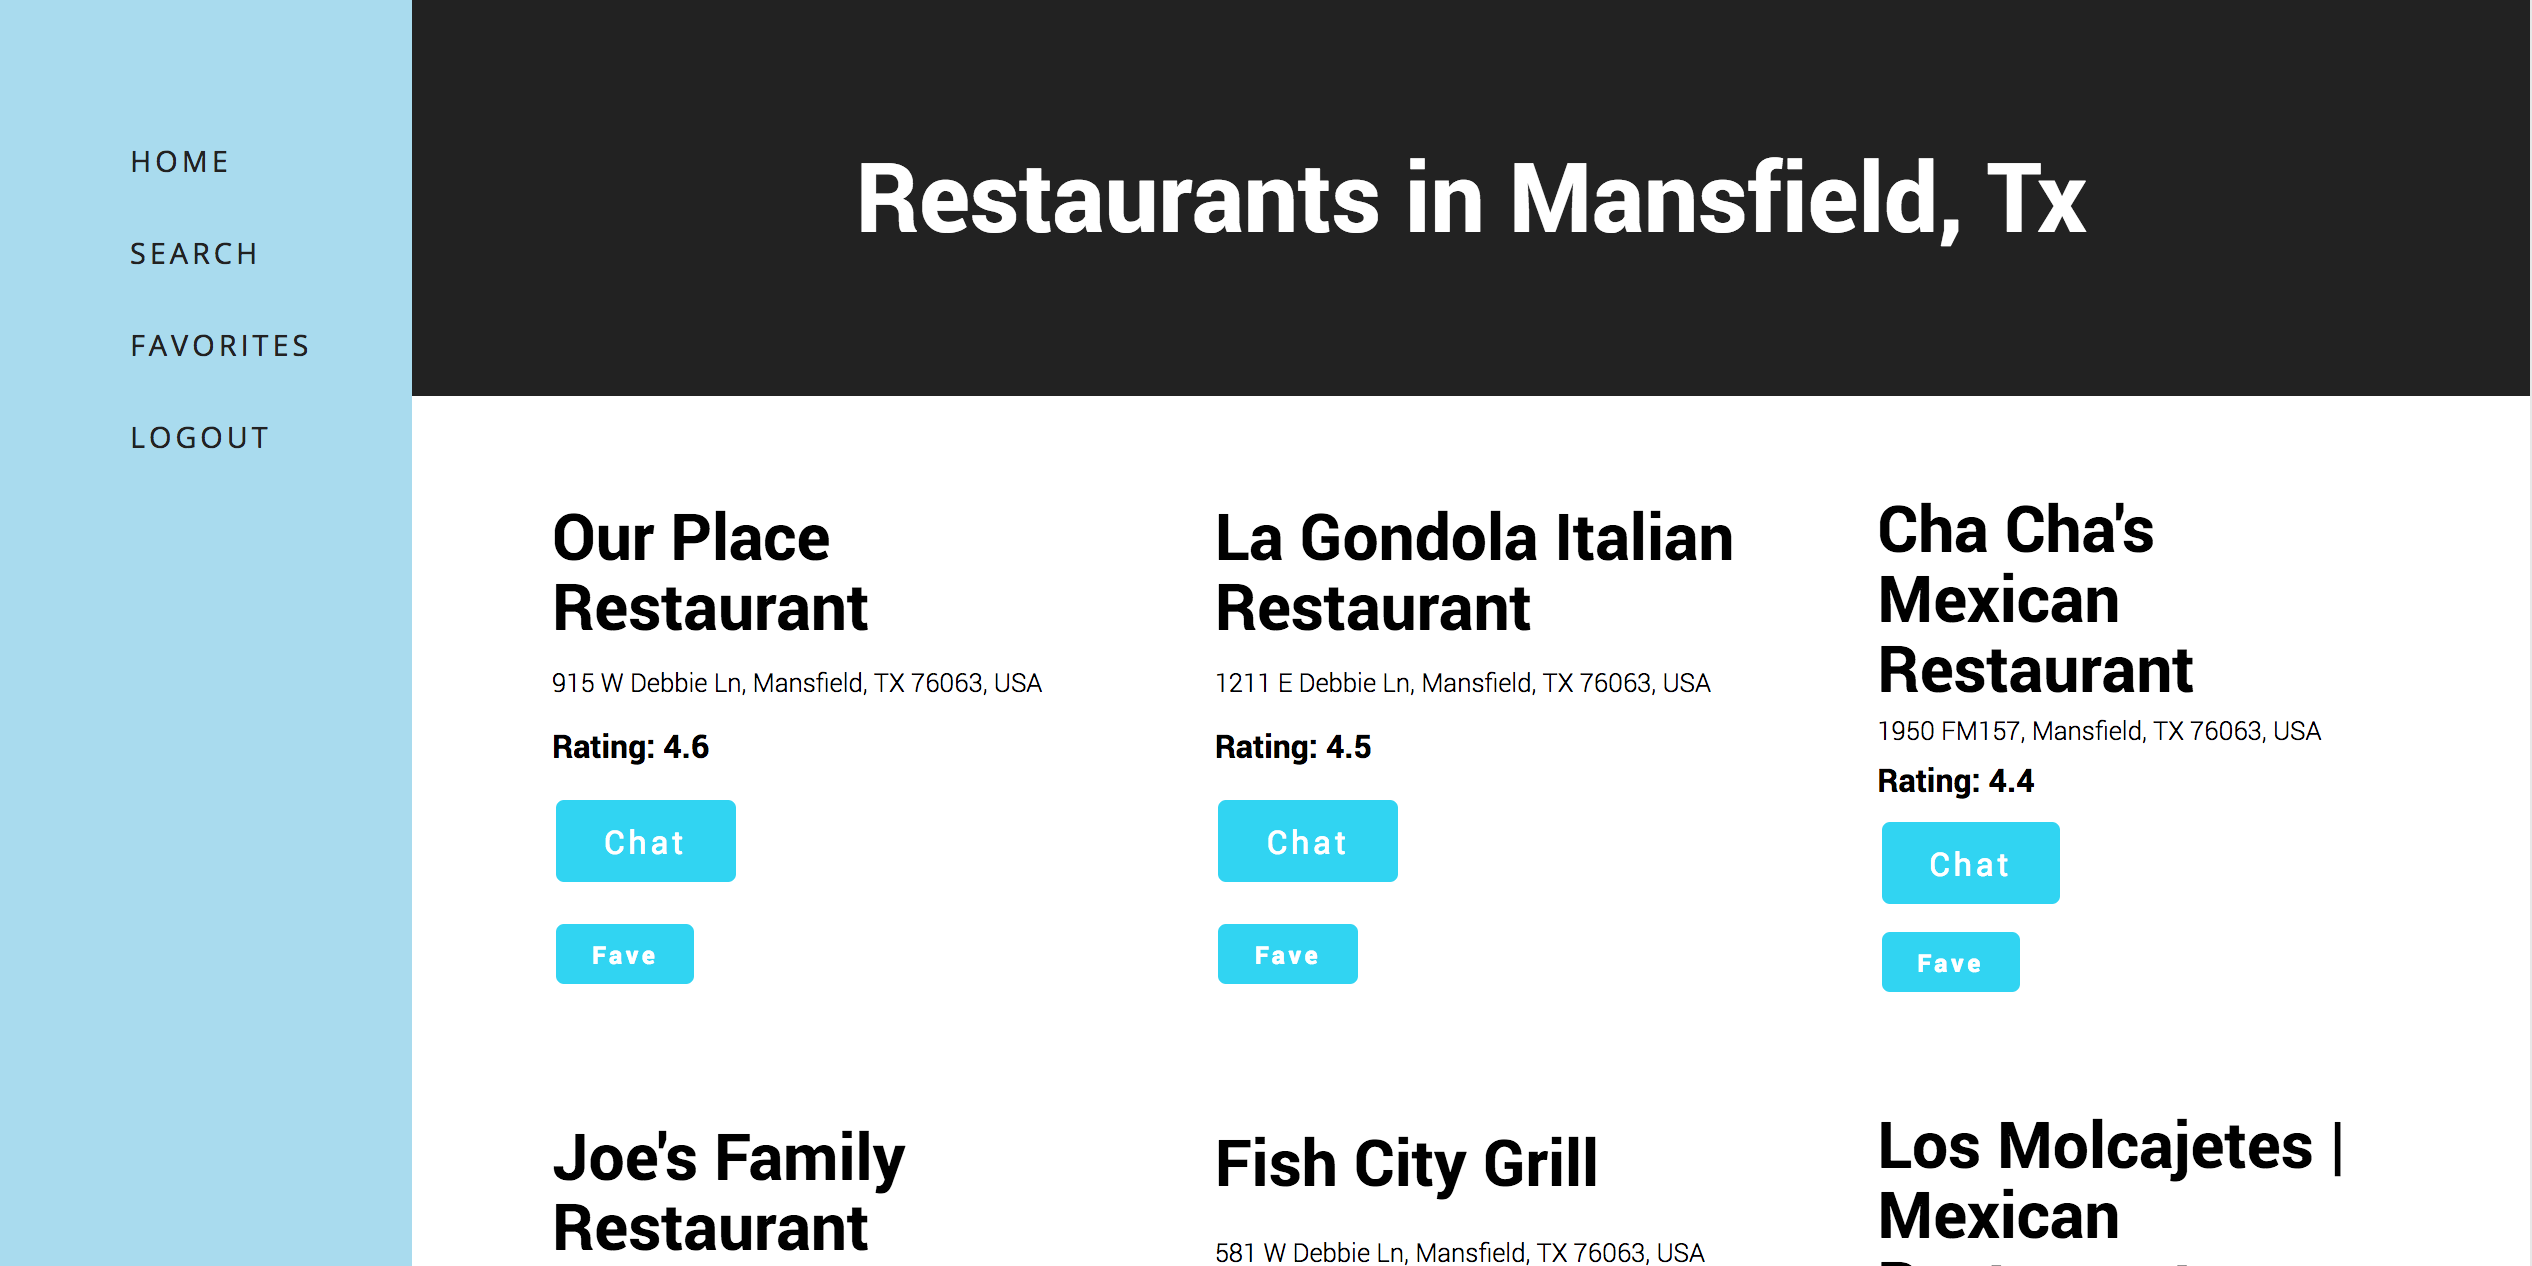 HOME
SEARCH
FAVORITES
LOGOUT
Restaurants in Mansfield, Tx
Our Place
Restaurant
915 W Debbie Ln, Mansfield, TX 76063, USA
Rating: 4.6
Chat
Fave
La Gondola Italian
Restaurant
1211 E Debbie Ln, Mansfield, TX 76063, USA
Rating: 4.5
Chat
Fave
Cha Cha's
Mexican
Restaurant
1950 FM157, Mansfield, TX 76063, USA
Rating: 4.4
Chat
Fave
Joe's Family
Restaurant
Fish City Grill
581 W Debbie Ln, Mansfield, TX 76063, USA
Los Molcajetes |
Mexican